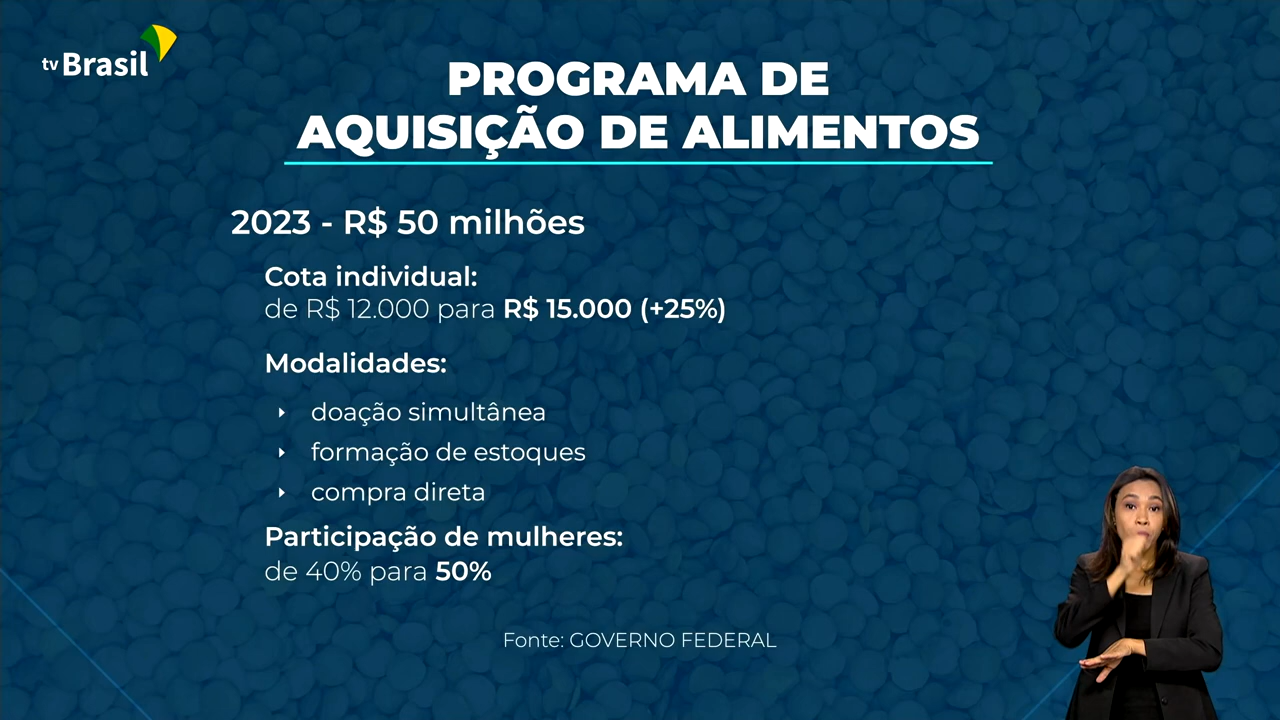 tv Brasil
PROGRAMA DE
AQUISIÇÃO DE ALIMENTOS
2023 - R$ 50 milhões
Cota individual:
de R$ 12.000 para R$ 15.000 (+25%)
Modalidades:
doação simultânea
formação de estoques
compra direta
Participação de mulheres:
de 40% para 50%
Fonte: GOVERNO FEDERAL